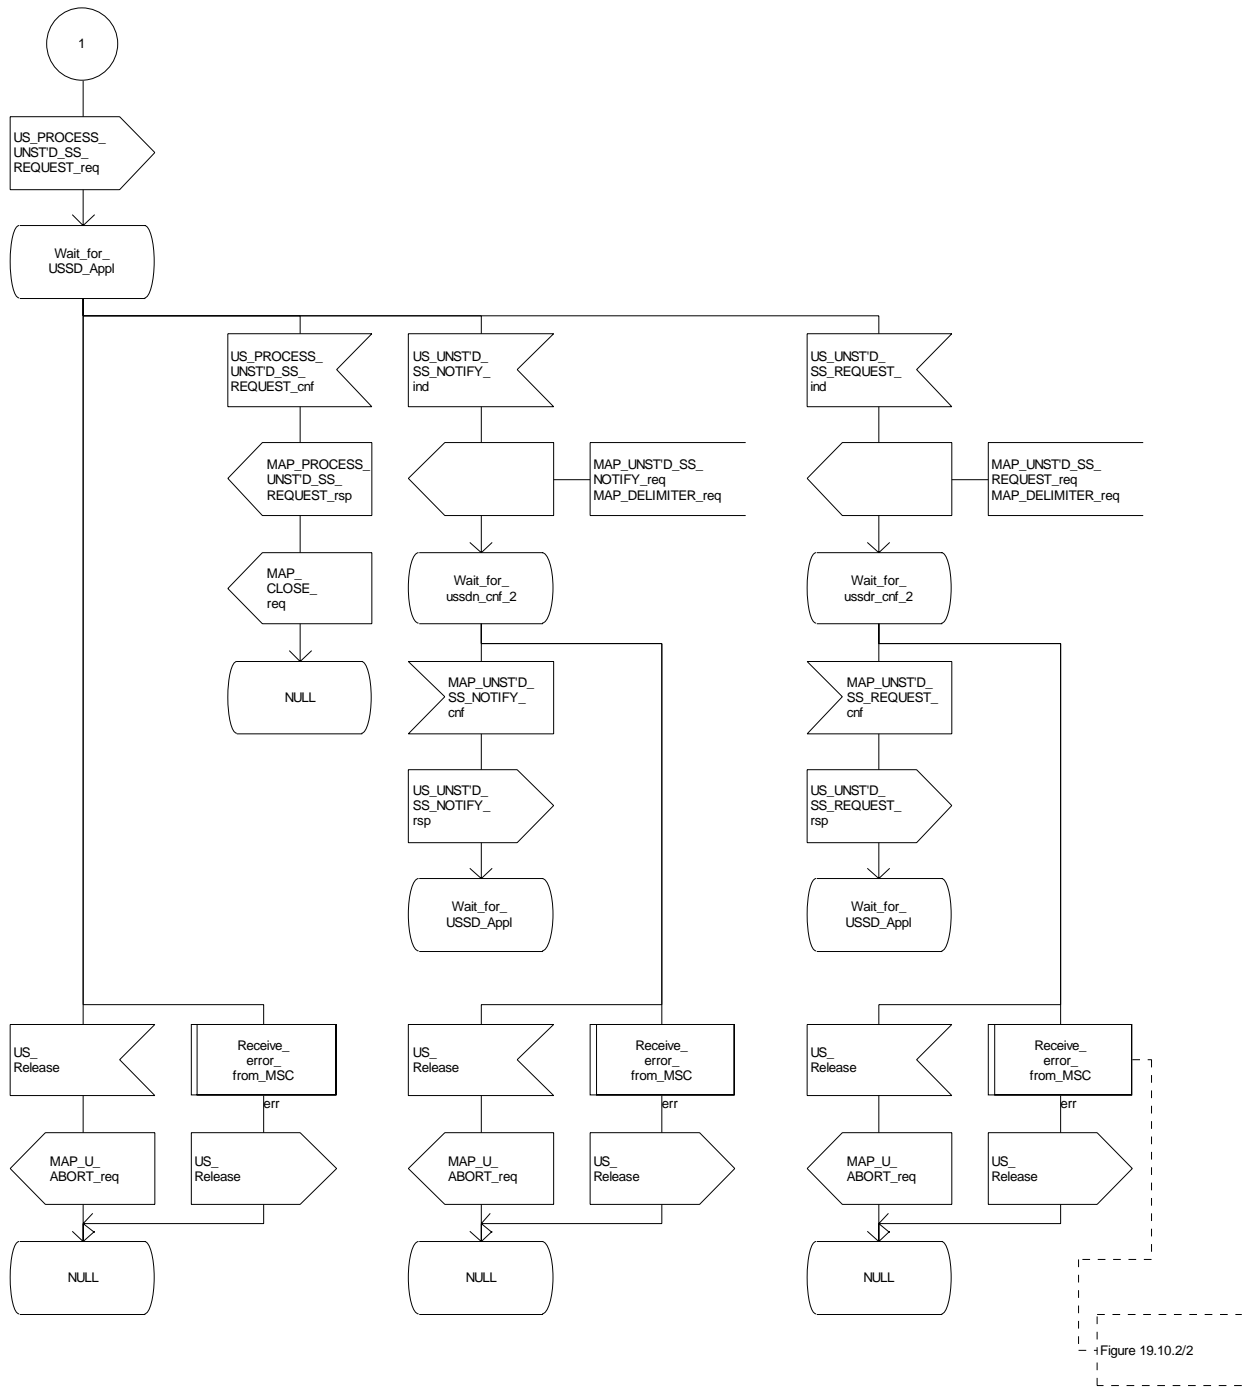 1
US_PROCESS_
UNST'D_SS_
REQUEST_req
Wait_for_
USSD_Appl
US_PROCESS_
UNST'D_SS_
REQUEST_cnf
US_UNST'D_
SS_NOTIFY_
ind
US_UNST'D_
SS_REQUEST_
ind
MAP_PROCESS_
UNST'D_SS_
REQUEST_rsp
MAP_UNST'D_SS_
NOTIFY_req
MAP_DELIMITER_req
MAP_UNST'D_SS_
REQUEST_req
MAP_DELIMITER_req
MAP_
CLOSE_
req
Wait_for_
ussdn_cnf_2
Wait_for_
ussdr_cnf_2
NULL
MAP_UNST'D_
SS_NOTIFY_
cnf
MAP_UNST'D_
SS_REQUEST_
cnf
US_UNST'D_
SS_NOTIFY_
rsp
US_UNST'D_
SS_REQUEST_
rsp
Wait_for_
USSD_Appl
Wait_for_
USSD_Appl
US_
Release
Receive_
error_
from_MSC
err
US_
Release
Receive_
error_
from_MSC
err
US_
Release
Receive_
error_
from_MSC
err
MAP_U_
ABORT_req
US_
Release
MAP_U_
ABORT_req
US_
Release
MAP_U_
ABORT_req
US_
Release
NULL
NULL
NULL
Figure 19.10.2/2